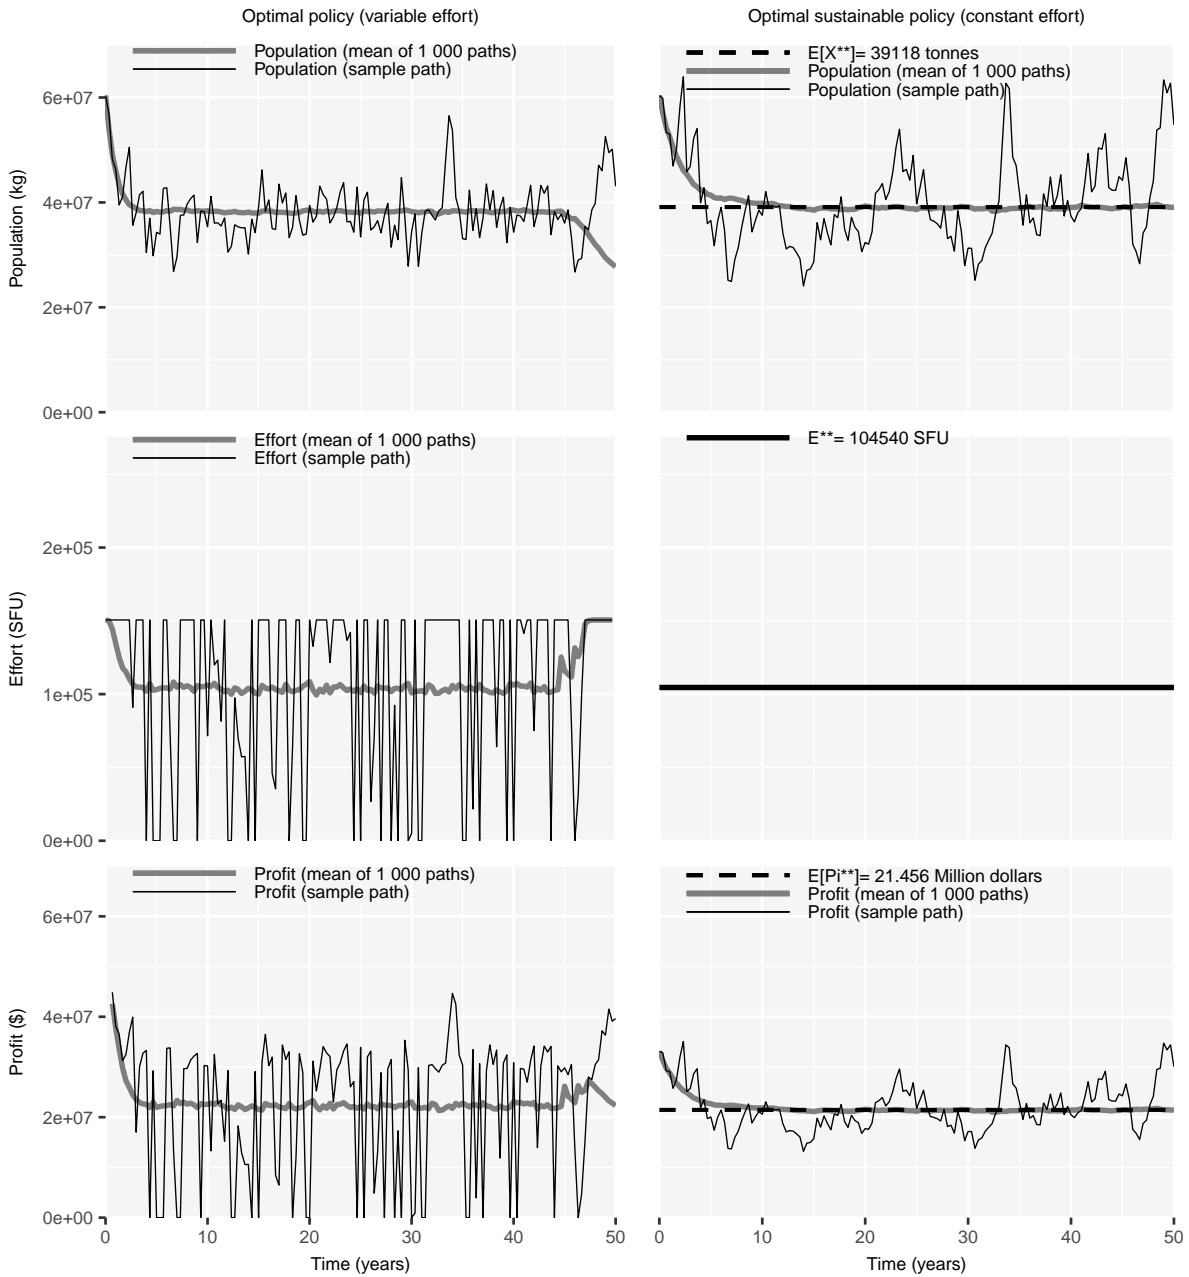 Optimal policy (variable effort)
Optimal sustainable policy (constant effort)
Population (mean of 1 000 paths)
Population (sample path)
E[X**]= 39118 tonnes
Population (mean of 1 000 paths)
Population (sample path)
Population (kg)
6e+07
4e+07
2e+07
0e+00
Effort (mean of 1 000 paths)
Effort (sample path)
E**= 104540 SFU
Effort (SFU)
2e+05
1e+05
0e+00
Profit (mean of 1 000 paths)
Profit (sample path)
E[Pi**]= 21.456 Million dollars
Profit (mean of 1 000 paths)
Profit (sample path)
Profit ($)
6e+07
4e+07
2e+07
0e+00
0 10 20 30 40 50
0 10 20 30 40 50
Time (years)
Time (years)